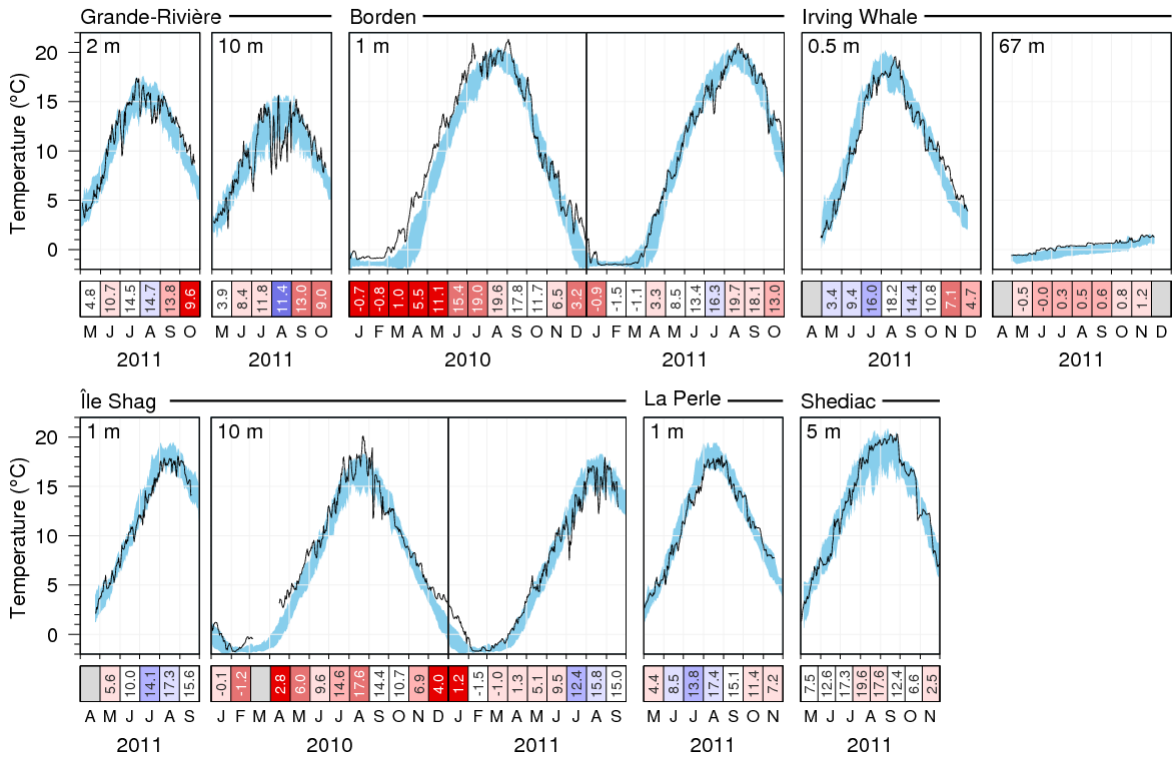 Grande-Rivière Borden Irving Whale
2 m 10 m 1 m 0.5 m 67 m
Temperature (°C)
20
15
10
5
0
4.8 10.7 14.5 14.7 13.8 9.6 3.9 8.4 11.8 11.4 13.0 9.0 -0.7 -0.8 1.0 5.5 11.1 15.4 19.0 19.6 17.8 11.7 6.5 3.2 -0.9 -1.5 -1.1 3.3 8.5 13.4 16.3 19.7 18.1 13.0 3.4 9.4 16.0 18.2 14.4 10.8 7.1 4.7 -0.5 -0.0 0.3 0.5 0.6 0.8 1.2
M J J A S O M J J A S O J F M A M J J A S O N D J F M A M J J A S O A M J J A S O N D A M J J A S O N D
2011 2011 2010 2011 2011 2011
Île Shag La Perle Shediac
1 m 10 m 1 m 5 m
Temperature (°C)
20
15
10
5
0
5.6 10.0 14.1 17.3 15.6 -0.1 -1.2 2.8 6.0 9.6 14.6 17.6 14.4 10.7 6.9 4.0 1.2 -1.5 -1.0 1.3 5.1 9.5 12.4 15.8 15.0 4.4 8.5 13.8 17.4 15.1 11.4 7.2 7.5 12.6 17.3 19.6 17.6 12.4 6.6 2.5
A M J J A S J F M A M J J A S O N D J F M A M J J A S M J J A S O N M J J A S O N
2011 2010 2011 2011 2011